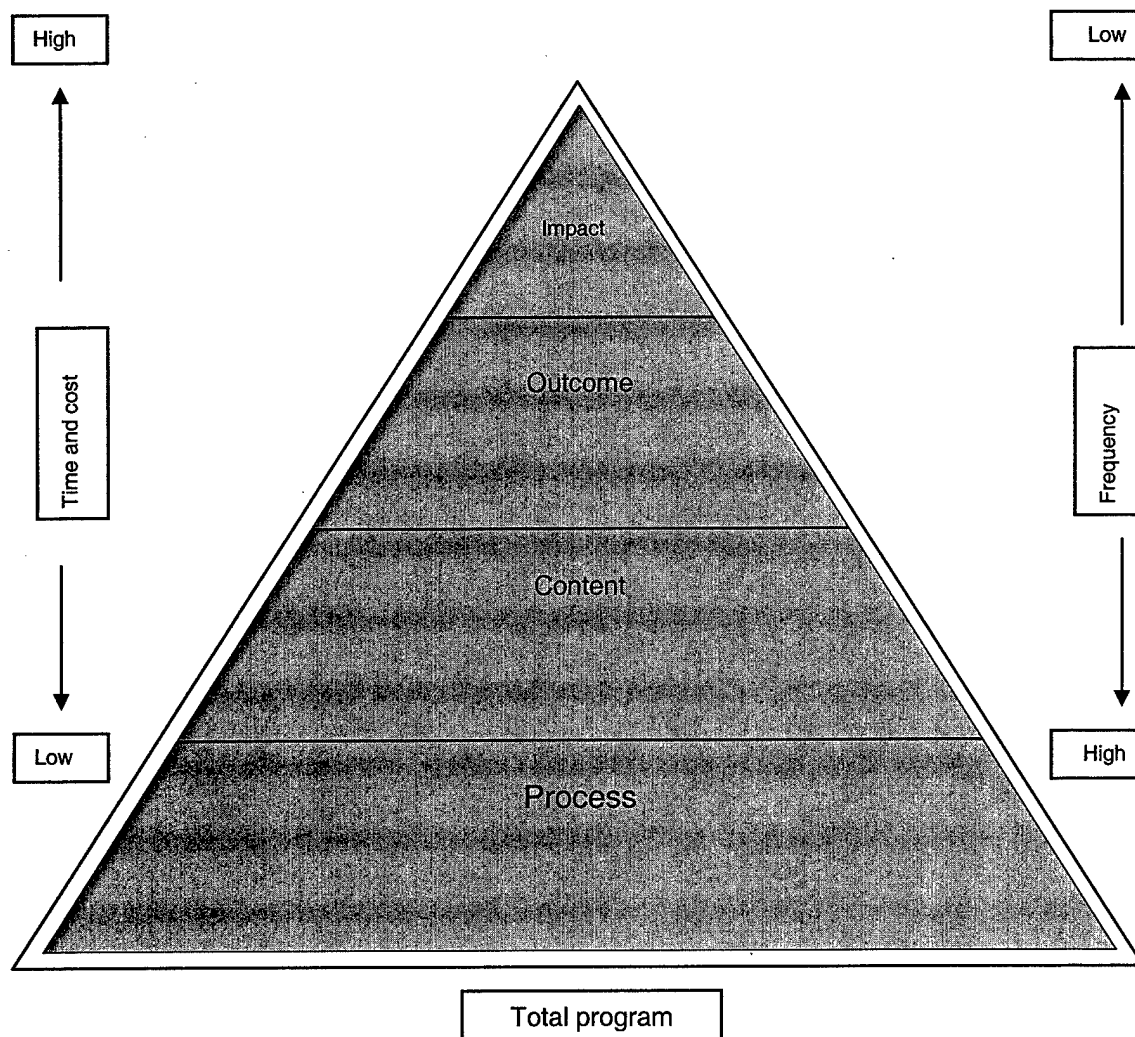 High
Low
Impact
Outcome
Time and cost
Frequency
Content
Low
High
Process
Total program